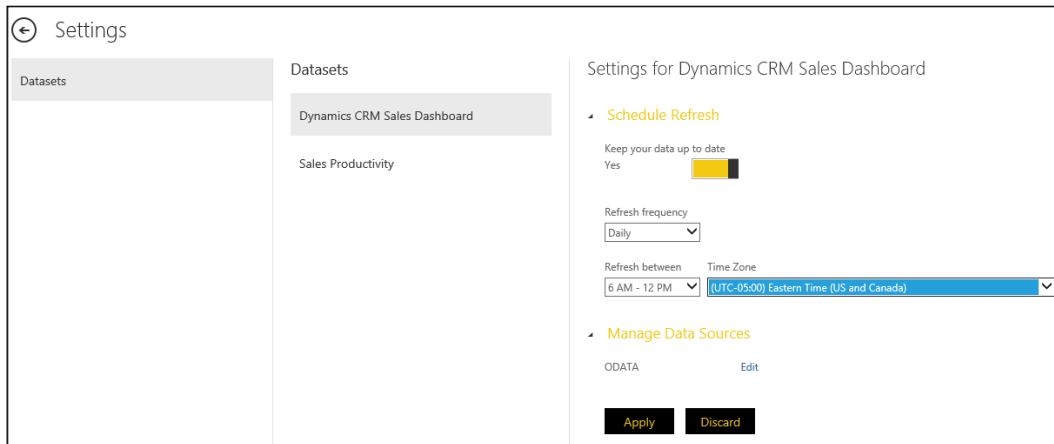 Settings
Datasets
Datasets
Dynamics CRM Sales Dashboard
Sales Productivity
Settings for Dynamics CRM Sales Dashboard
Schedule Refresh
Keep your data up to date
Yes
Refresh frequency
Daily
Refresh between Time Zone
6 AM - 12 PM (UTC-05:00) Eastern Time (US and Canada)
Manage Data Sources
ODATA Edit
Apply Discard